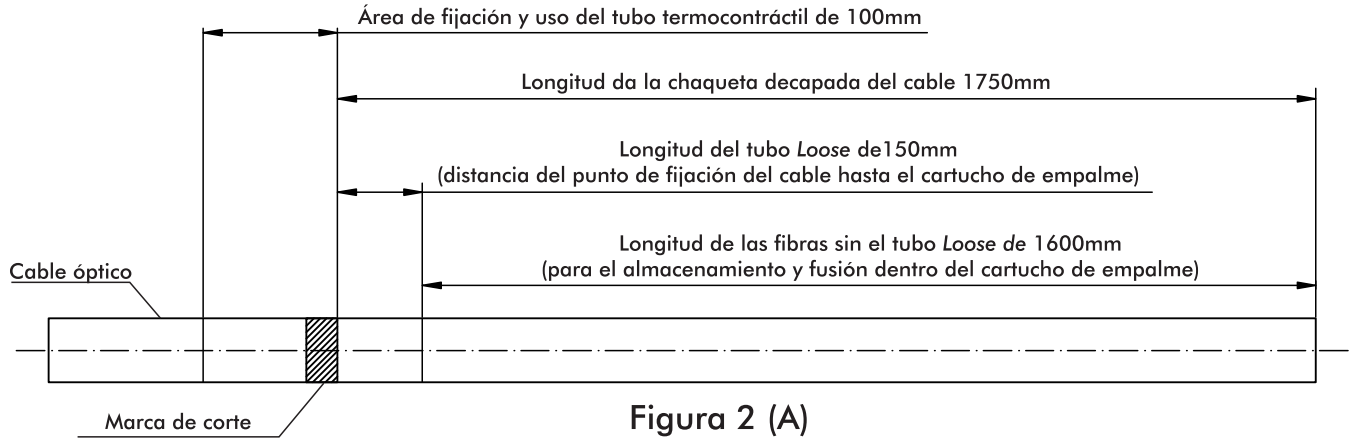 Área de fijación y uso del tubo termocontráctil de 100mm
Longitud da la chaqueta decapada del cable 1750mm
Longitud del tubo Loose de150mm
(distancia del punto de fijación del cable hasta el cartucho de empalme)
Longitud de las fibras sin el tubo Loose de 1600mm
(para el almacenamiento y fusión dentro del cartucho de empalme)
Cable óptico
Marca de corte
Figura 2 (A)